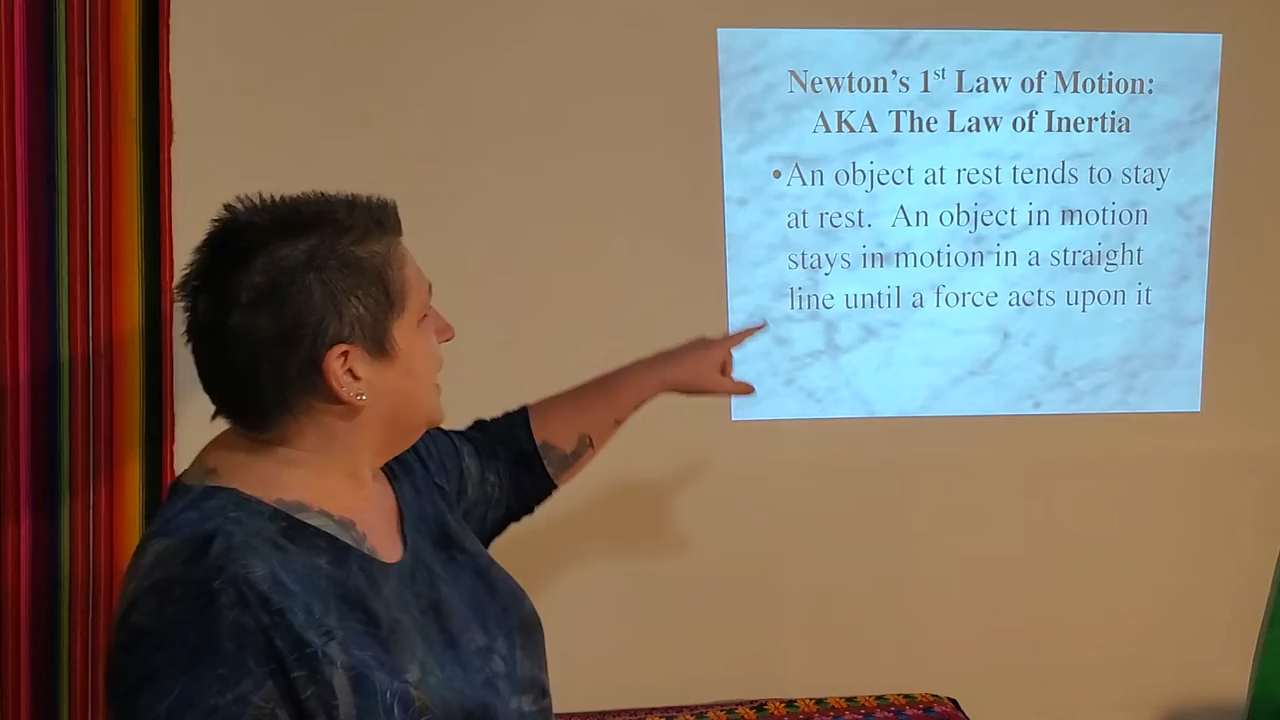 Newton's 1st Law of Motion:
AKA The Law of Inertia
•An object at rest tends to stay
at rest.  An object in motion
stays in motion in a straight
line until a force acts upon it